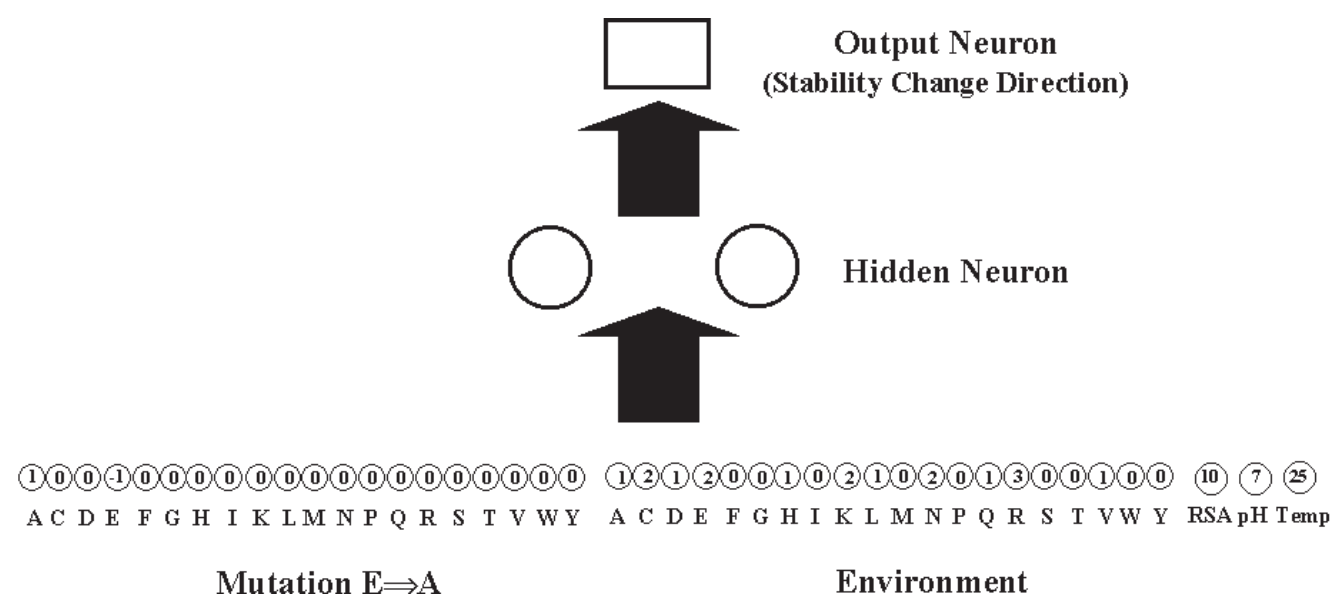 Output Neuron
(Stability Change Direction)
Hidden Neuron
1 0 0 -1 0 0 0 0 0 0 0 0 0 0 0 0 0 0 0 0 1 2 1 2 0 0 1 0 2 1 0 2 0 1 3 0 0 1 0 0 10 7 25
A C D E F G H I K L M N P Q R S T V W Y A C D E F G H I K L M N P Q R S T V W Y RSA pH Temp
Mutation E⇒A Environment